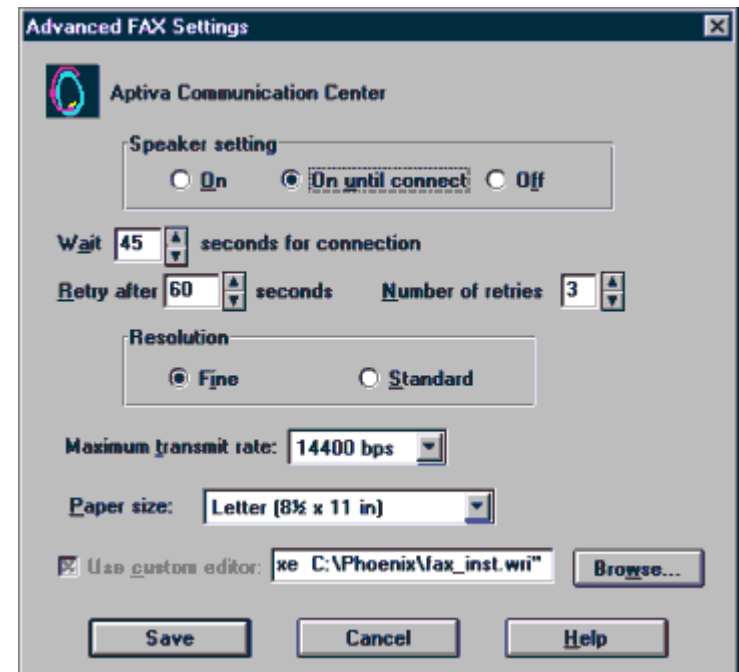 Advanced FAX Settings
Aptiva Communication Center
Speaker setting
On On until connect Off
Wait 45 seconds for connection
Retry after 60 seconds Number of retries 3
Resolution
Fine Standard
Maximum transmit rate: 14400 bps
Paper size: Letter (8½ x 11 in)
Use custom editor: xe C:\Phoenix\fax_inst.wri" Browse...
Save Cancel Help